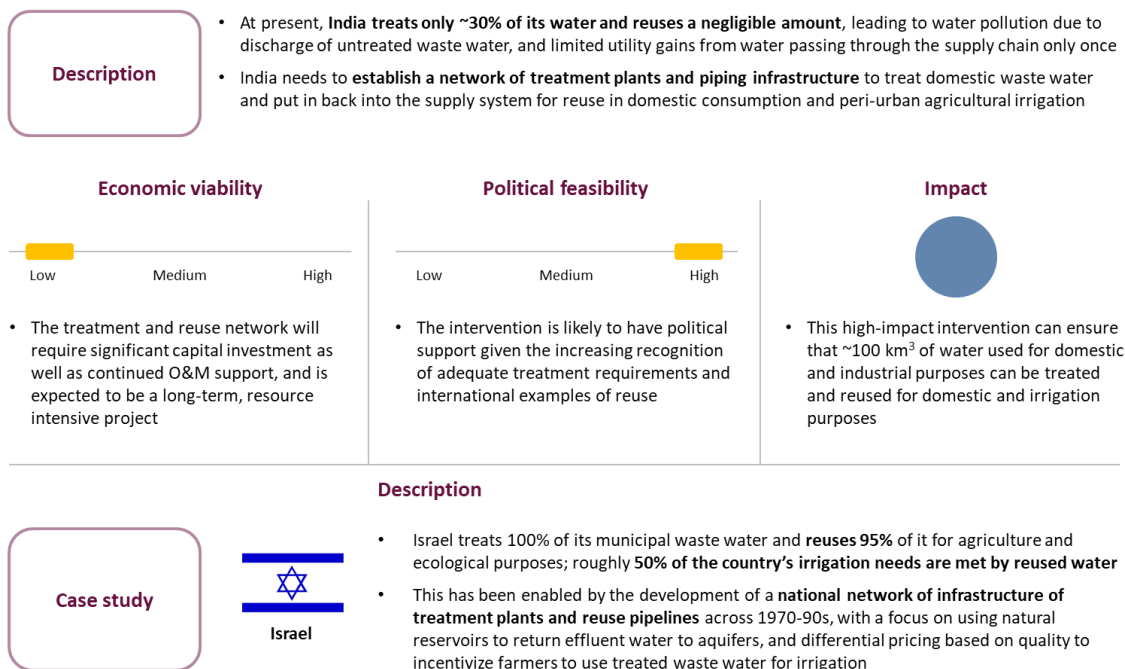 Description
• At present, India treats only ~30% of its water and reuses a negligible amount, leading to water pollution due to
discharge of untreated waste water, and limited utility gains from water passing through the supply chain only once
• India needs to establish a network of treatment plants and piping infrastructure to treat domestic waste water
and put in back into the supply system for reuse in domestic consumption and peri-urban agricultural irrigation
Economic viability
Low Medium High
• The treatment and reuse network will
require significant capital investment as
well as continued O&M support, and is
expected to be a long-term, resource
intensive project
Political feasibility
Low Medium High
• The intervention is likely to have political
support given the increasing recognition
of adequate treatment requirements and
international examples of reuse
Impact
• This high-impact intervention can ensure
that ~100 km³ of water used for domestic
and industrial purposes can be treated
and reused for domestic and irrigation
purposes
Case study
Israel
Description
• Israel treats 100% of its municipal waste water and reuses 95% of it for agriculture and
ecological purposes; roughly 50% of the country’s irrigation needs are met by reused water
• This has been enabled by the development of a national network of infrastructure of
treatment plants and reuse pipelines across 1970-90s, with a focus on using natural
reservoirs to return effluent water to aquifers, and differential pricing based on quality to
incentivize farmers to use treated waste water for irrigation